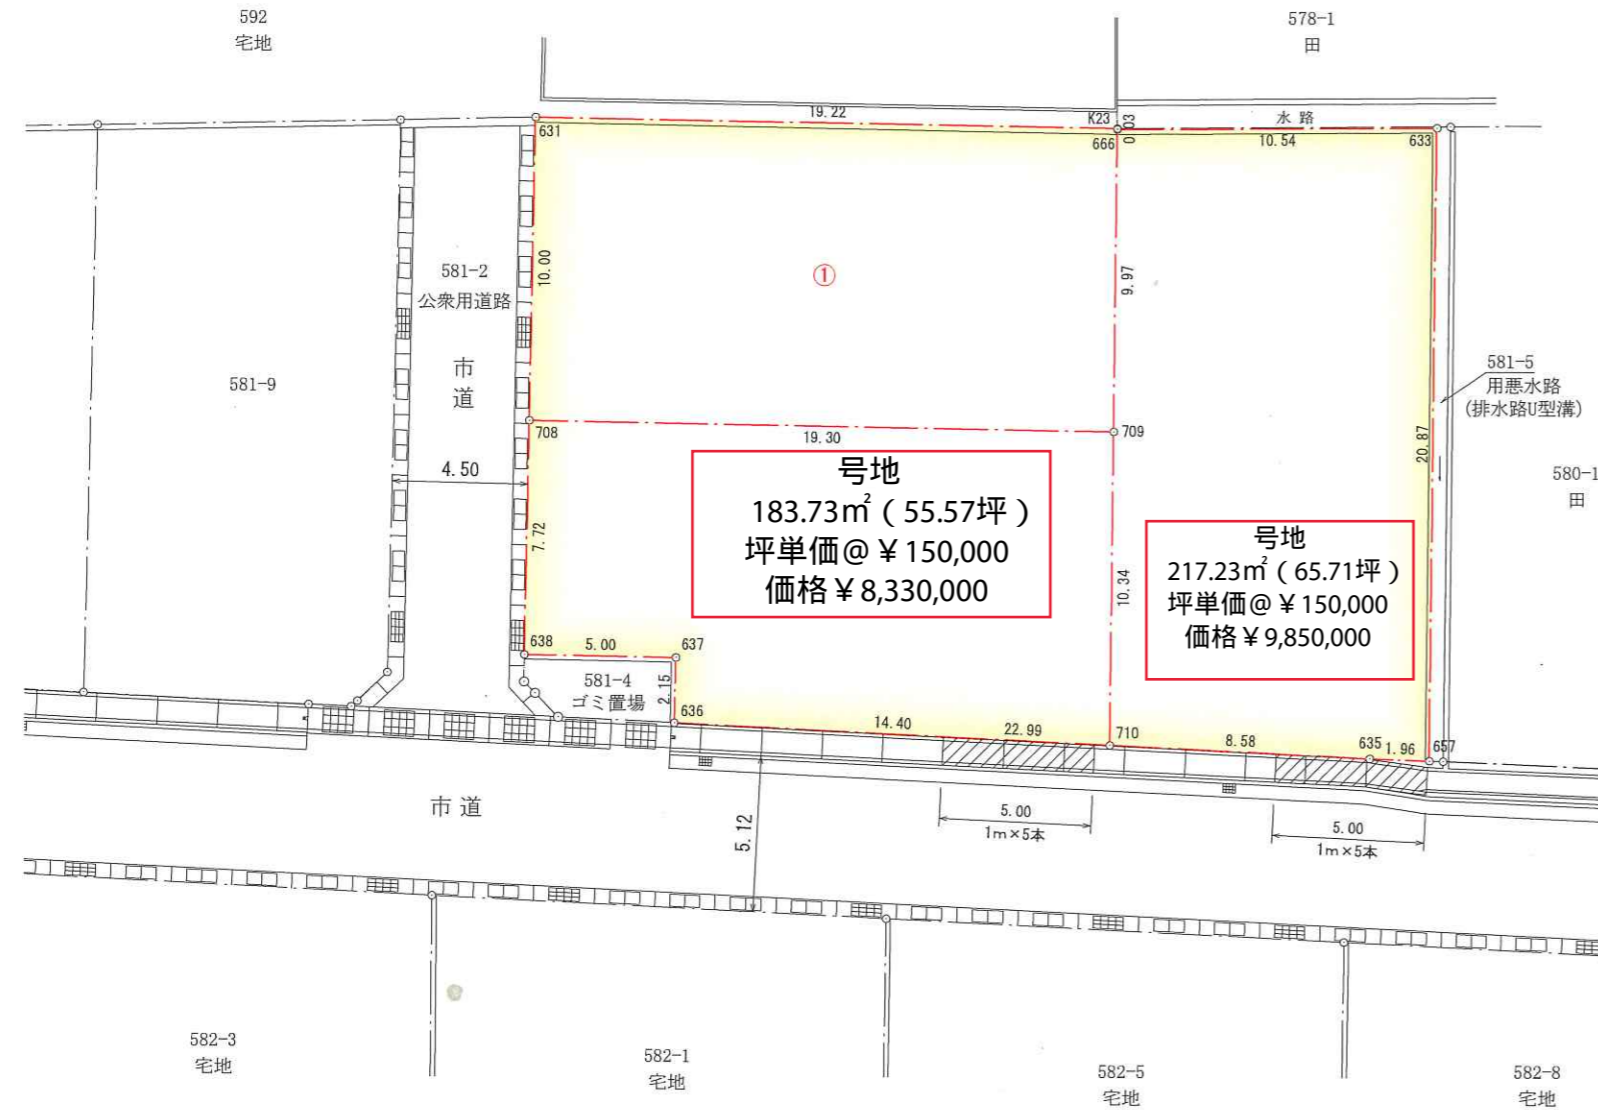 592
宅地
578-1
田
19.22
K23
0.03
水路
631
666
10.54
633
10.00
①
9.97
581-2
公衆用道路
市道
581-9
581-5
用悪水路
(排水路U型溝)
708
19.30
709
20.87
4.50
580-1
田
号地
183.73㎡(55.57坪)
坪単価@¥150,000
価格¥8,330,000
7.72
10.34
号地
217.23㎡(65.71坪)
坪単価@¥150,000
価格¥9,850,000
638
5.00
637
581-4
ゴミ置場
2.15
636
14.40
22.99
710
8.58
635
1.96
657
市道
5.12
5.00
1m×5本
5.00
1m×5本
582-3
宅地
582-1
宅地
582-5
宅地
582-8
宅地